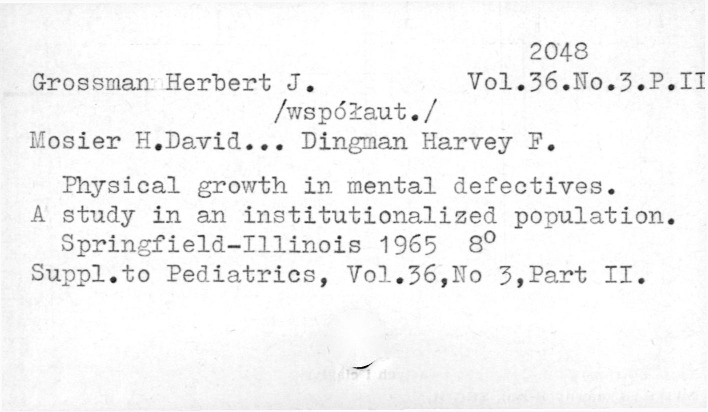 2048
Grossman Herbert J. Vol.36.No.3.P.II
/współaut./
Mosier H.David... Dingman Harvey F.
Physical growth in mental defectives.
A study in an institutionalized population.
Springfield-Illinois 1965 8°
Suppl.to Pediatrics, Vol.36,No 3,Part II.